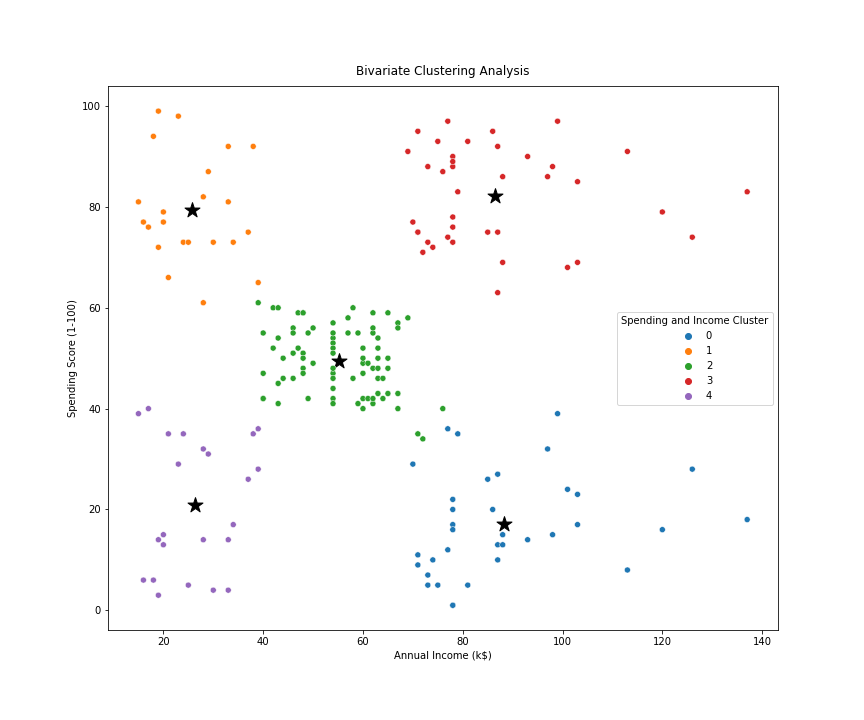 Bivariate Clustering Analysis
100
80
60
40
20
0
Spending Score (1-100)
Spending and Income Cluster
0
1
2
3
4
20 40 60 80 100 120 140
Annual Income (k$)